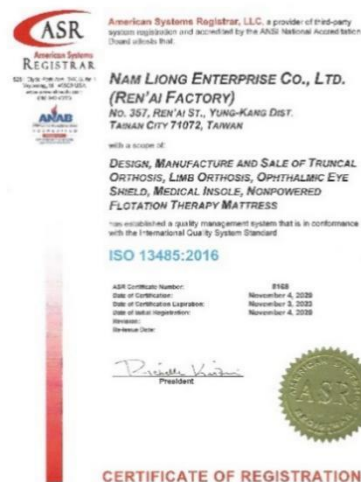 ASR
American Systems
REGISTRAR
ANAB
American Systems Registrar, LLC, a provider of third-party
system registration and accredited by the ANSI National Accreditation
Board attests that:
NAM LIONG ENTERPRISE CO., LTD.
(REN'AI FACTORY)
NO. 357, REN'AI ST., YUNG-KANG DIST.
TAINAN CITY 71072, TAIWAN
with a scope of:
DESIGN, MANUFACTURE AND SALE OF TRUNCAL
ORTHOSIS, LIMB ORTHOSIS, OPHTHALMIC EYE
SHIELD, MEDICAL INSOLE, NONPOWERED
FLOTATION THERAPY MATTRESS
has established a quality management system that is in conformance
with the International Quality System Standard
ISO 13485:2016
ASR Certificate Number:
Date of Certification: November 4, 2020
Date of Certification Expiration: November 3, 2023
Date of Initial Registration: November 4, 2020
Revision:
Re-issue Date:
President
ASR
CERTIFICATE OF REGISTRATION